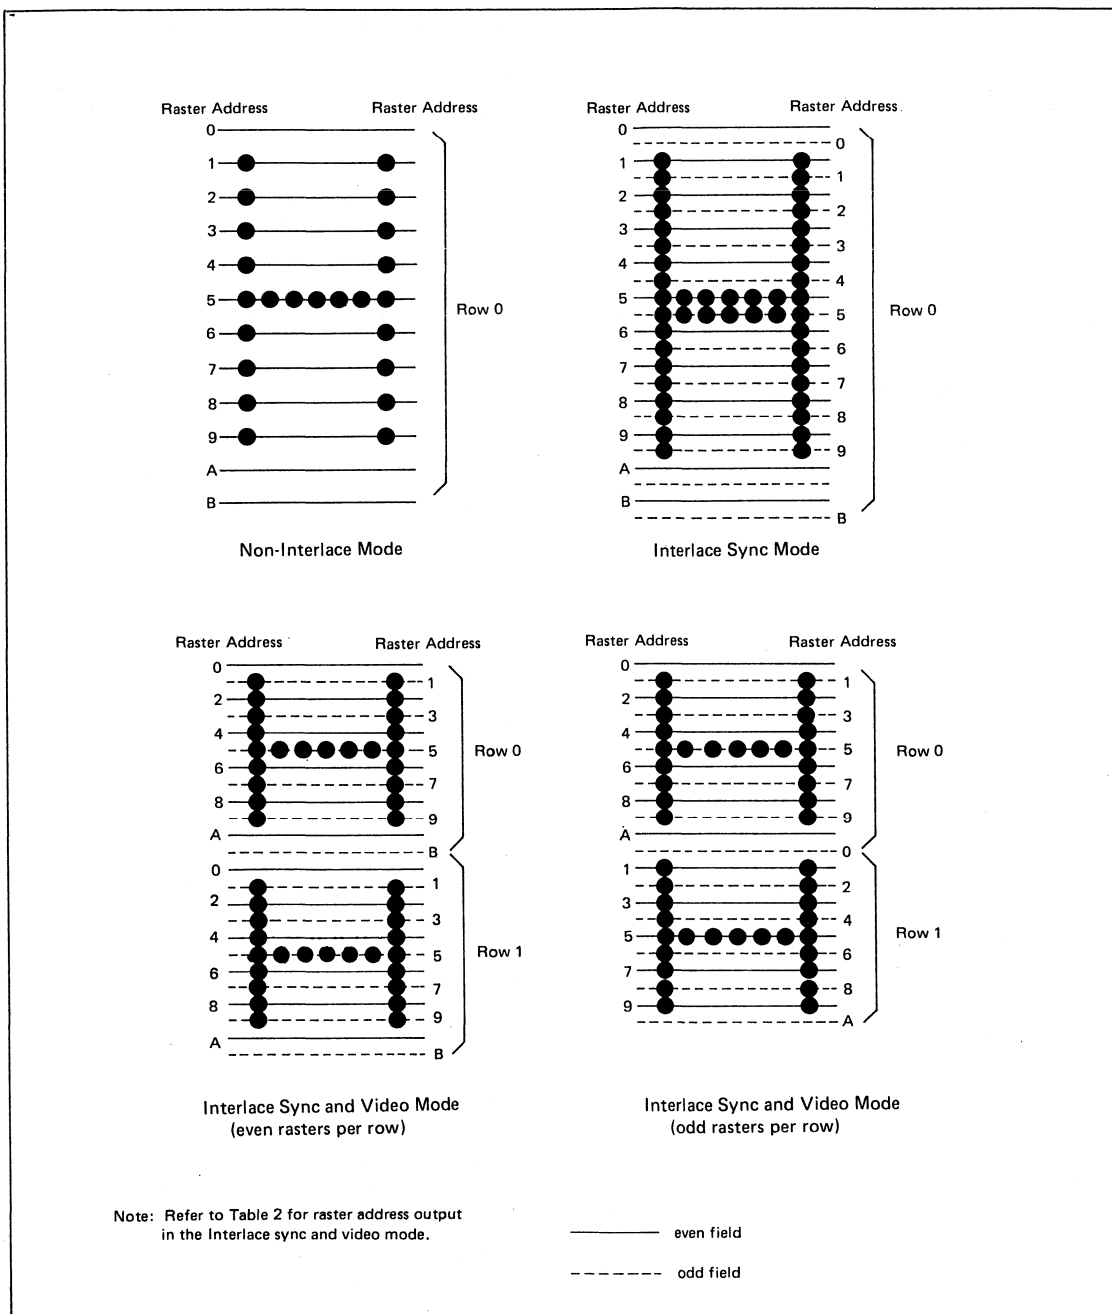 Raster Address Raster Address
0
1
2
3
4
5
6
7
8
9
A
B
Row 0
Non-Interlace Mode
Raster Address Raster Address
0
0
1
1
2
2
3
3
4
4
5
5
6
6
7
7
8
8
9
9
A
B
B
Row 0
Interlace Sync Mode
Raster Address Raster Address
0
1
2
3
4
5
6
7
8
9
A
B
Row 0
0
1
2
3
4
5
6
7
8
9
A
B
Row 1
Interlace Sync and Video Mode
(even rasters per row)
Raster Address Raster Address
0
1
2
3
4
5
6
7
8
9
A
Row 0
0
1
2
3
4
5
6
7
8
9
A
Row 1
Interlace Sync and Video Mode
(odd rasters per row)
Note: Refer to Table 2 for raster address output
in the Interlace sync and video mode.
even field
odd field